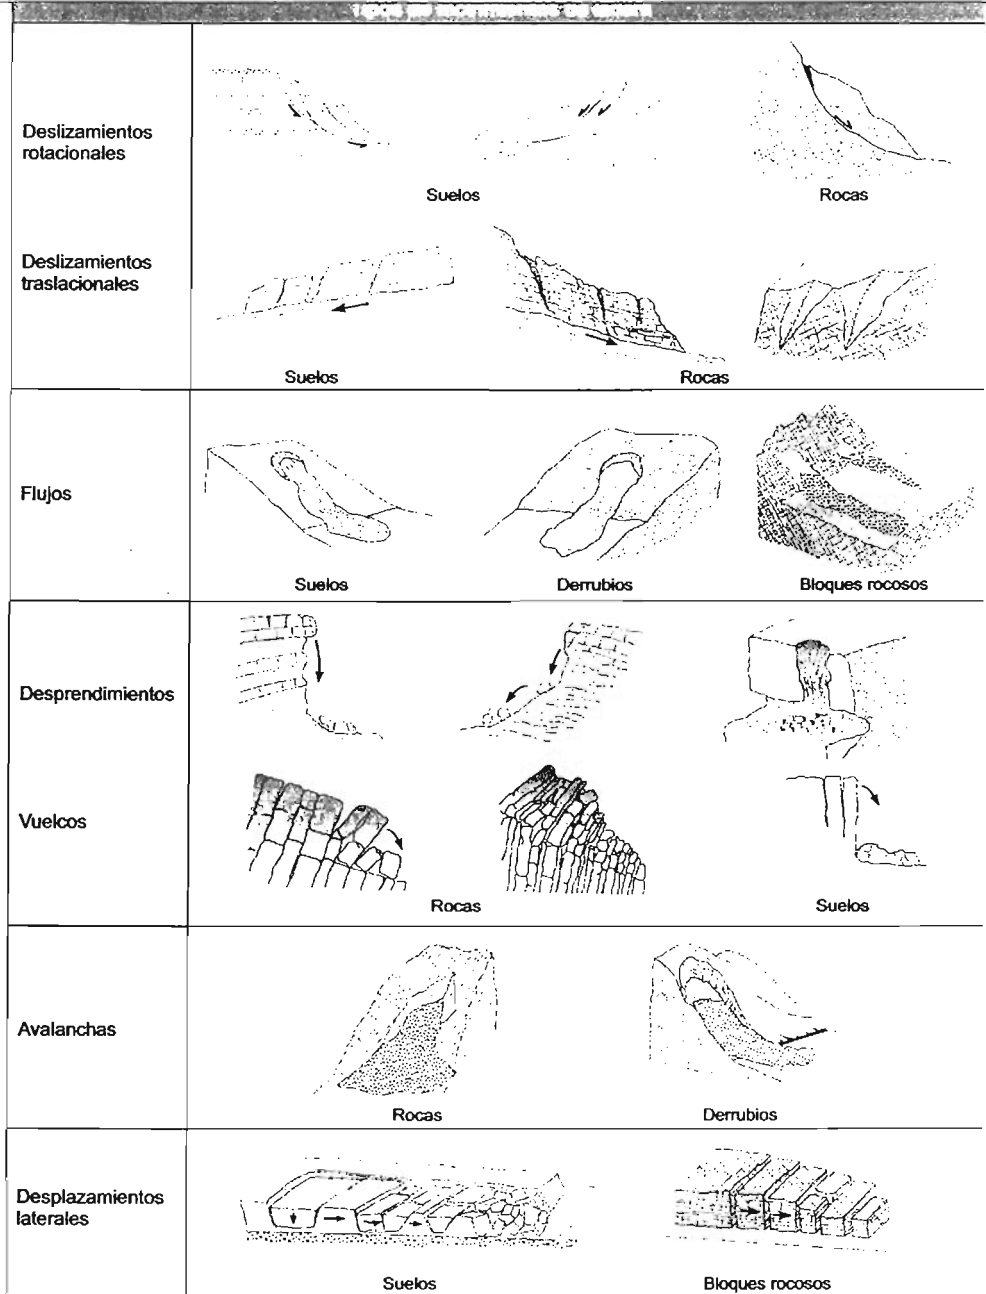 Deslizamientos
rotacionales
Suelos
Rocas
Deslizamientos
traslacionales
Suelos
Rocas
Flujos
Suelos
Derrubios
Bloques rocosos
Desprendimientos
Vuelcos
Rocas
Suelos
Avalanchas
Rocas
Derrubios
Desplazamientos
laterales
Suelos
Bloques rocosos